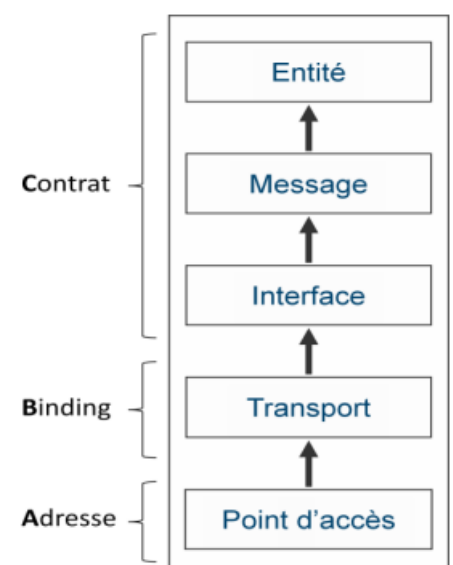 Entité
Contrat
Message
Interface
Binding
Transport
Adresse
Point d'accès